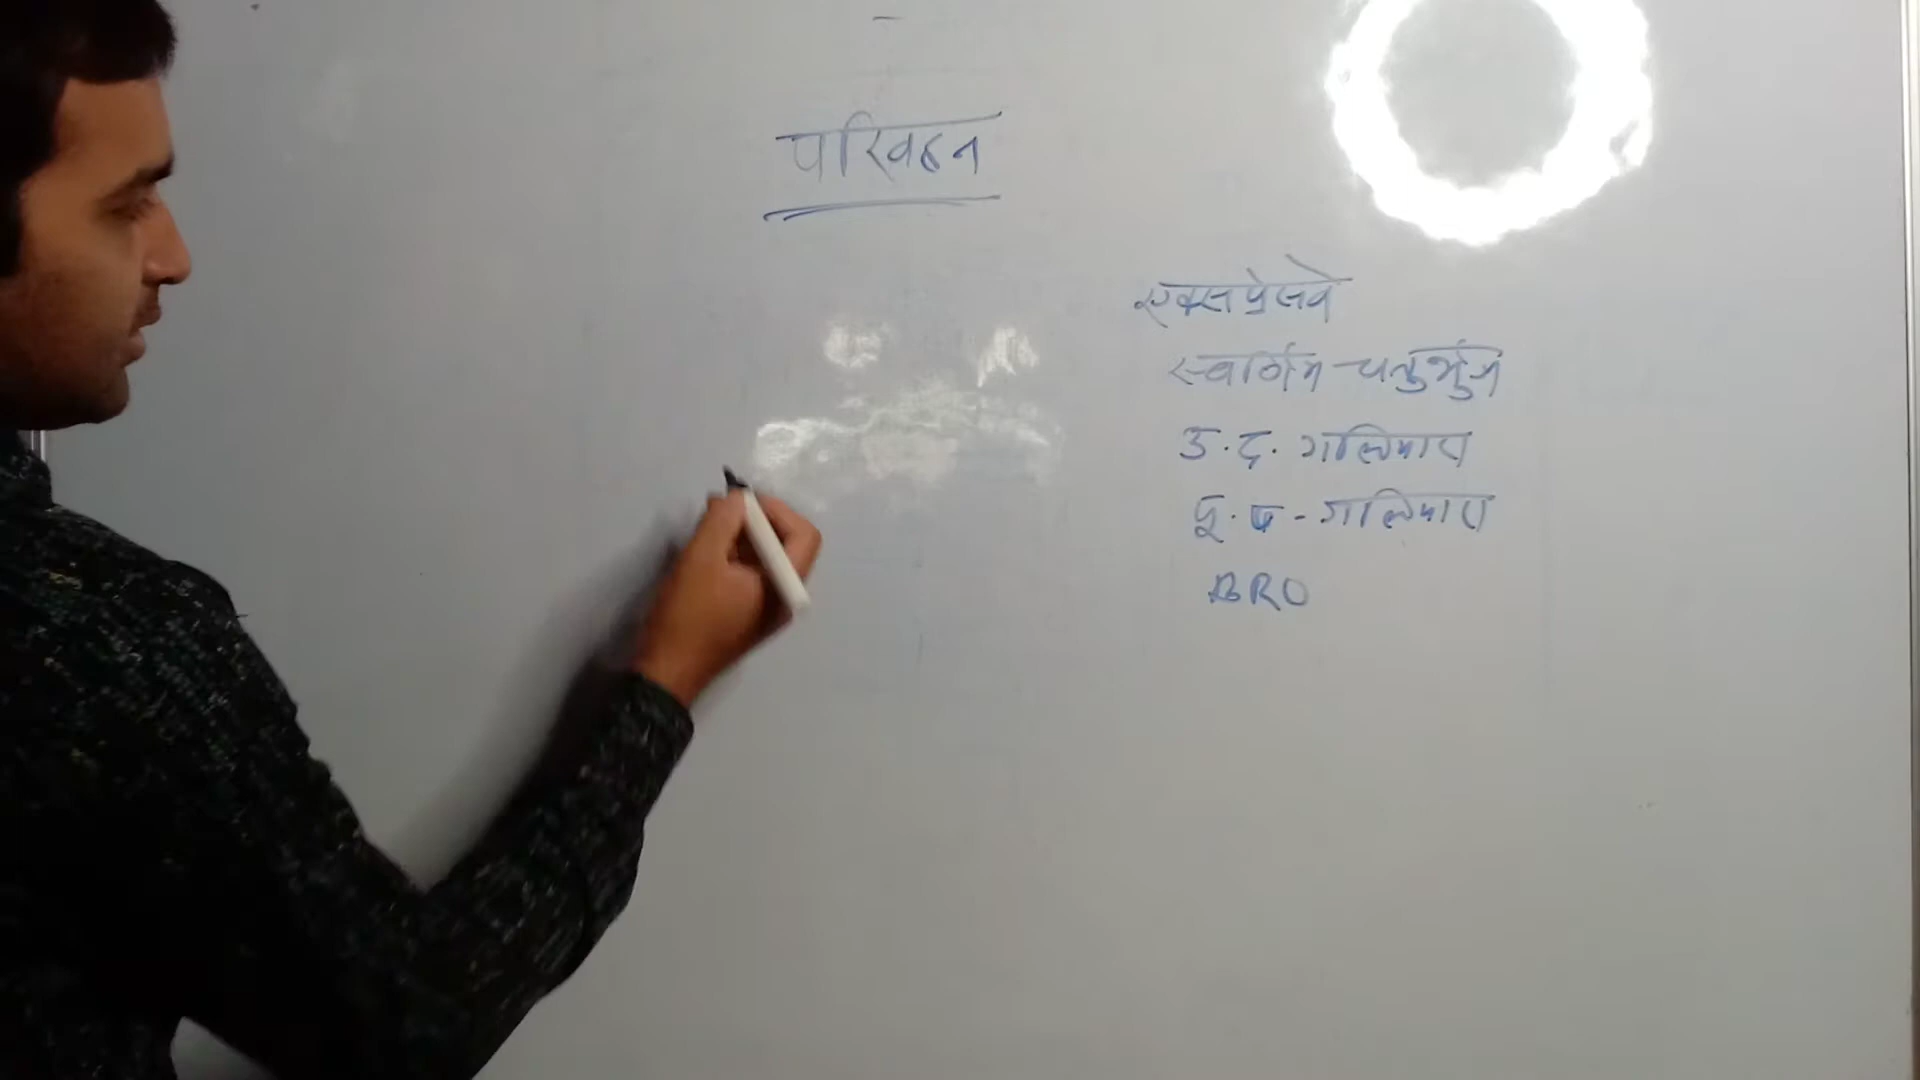 परिवहन
एक्सप्रेसवे
स्वर्णिम-चतुर्भुज
उ.द. गलियारा
पू.प-गलियारा
BRO